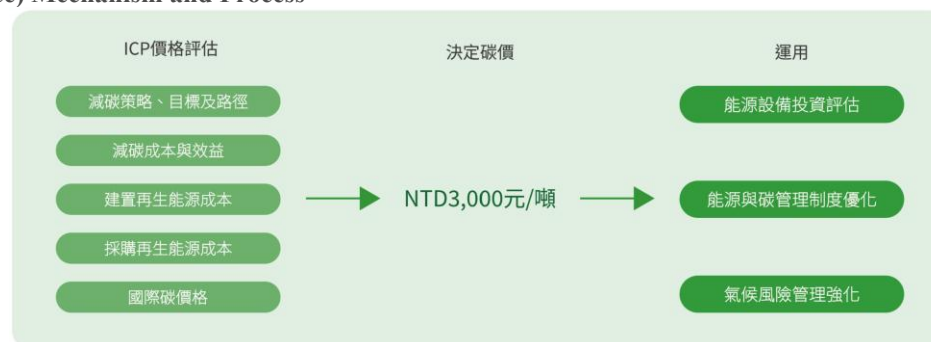 Mechanism and Process
ICP價格評估
減碳策略、目標及路徑
減碳成本與效益
建置再生能源成本
採購再生能源成本
國際碳價格
決定碳價
NTD3,000元/噸
運用
能源設備投資評估
能源與碳管理制度優化
氣候風險管理強化